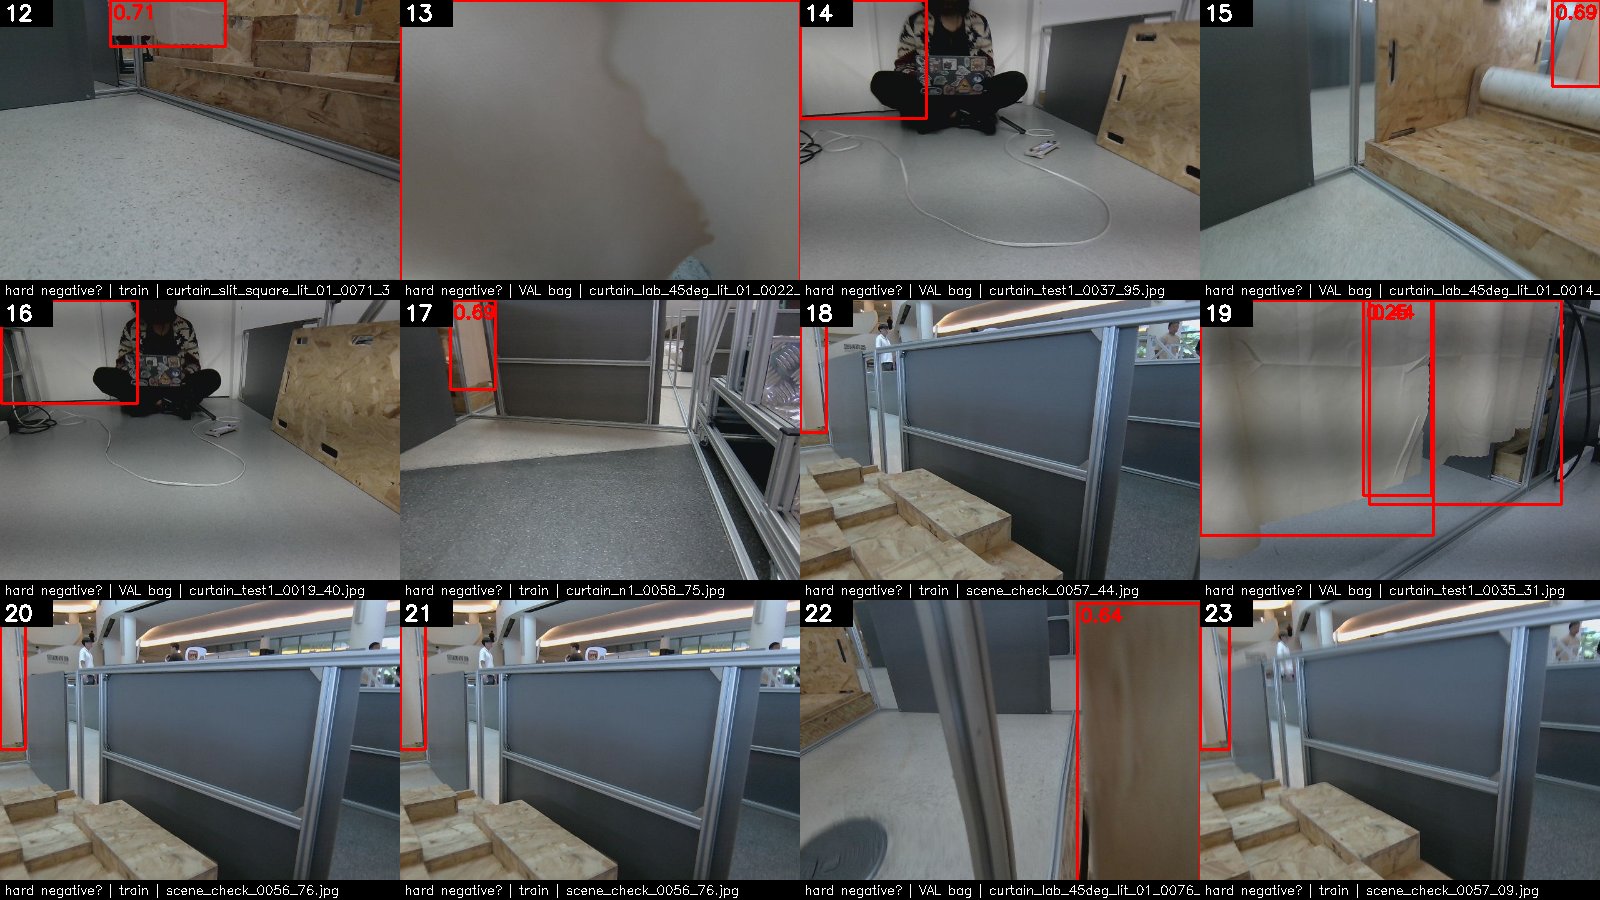 12
0.71
hard negative? | train | curtain_slit_square_lit_01_0071_3
13
hard negative? | VAL bag | curtain_lab_45deg_lit_01_0022_
14
hard negative? | VAL bag | curtain_test1_0037_95.jpg
15
0.69
hard negative? | VAL bag | curtain_lab_45deg_lit_01_0014_
16
hard negative? | VAL bag | curtain_test1_0019_40.jpg
17
0.69
hard negative? | train | curtain_n1_0058_75.jpg
18
hard negative? | train | scene_check_0057_44.jpg
19
hard negative? | VAL bag | curtain_test1_0035_31.jpg
20
hard negative? | train | scene_check_0056_76.jpg
21
hard negative? | train | scene_check_0056_76.jpg
22
0.64
hard negative? | VAL bag | curtain_lab_45deg_lit_01_0076_
23
hard negative? | train | scene_check_0057_09.jpg